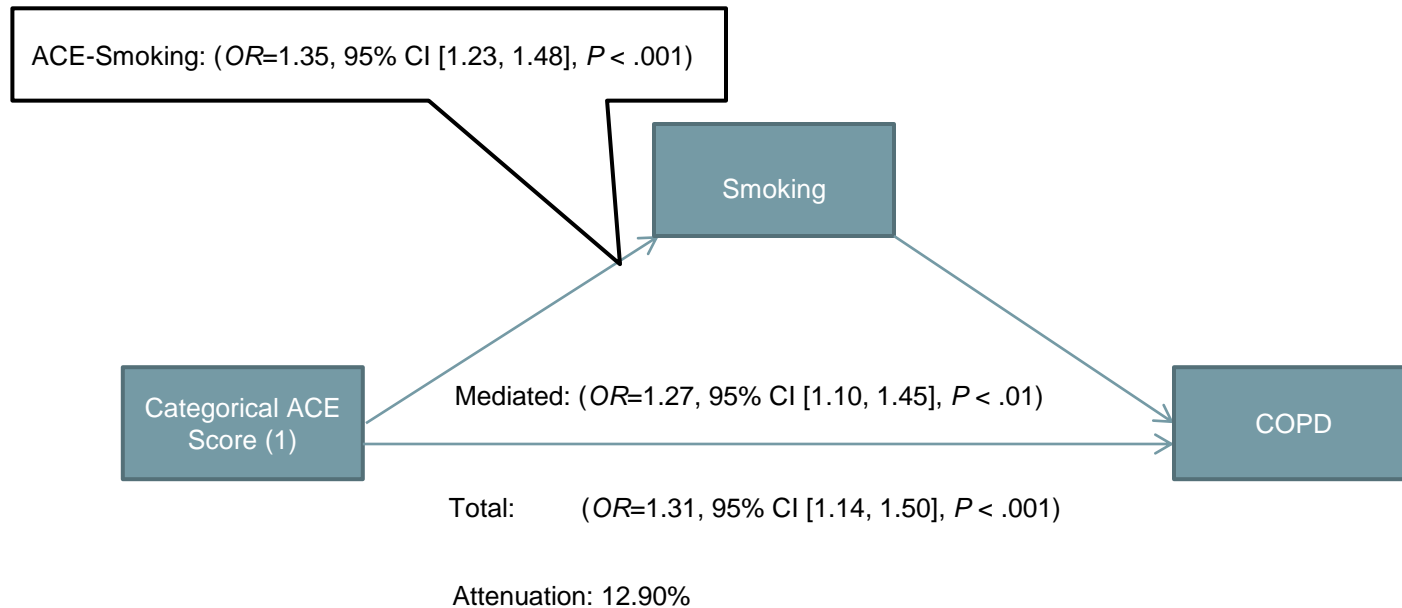 ACE-Smoking: (OR=1.35, 95% CI [1.23, 1.48], P < .001)
Smoking
Categorical ACE
Score (1)
Mediated: (OR=1.27, 95% CI [1.10, 1.45], P < .01)
COPD
Total: (OR=1.31, 95% CI [1.14, 1.50], P < .001)
Attenuation: 12.90%